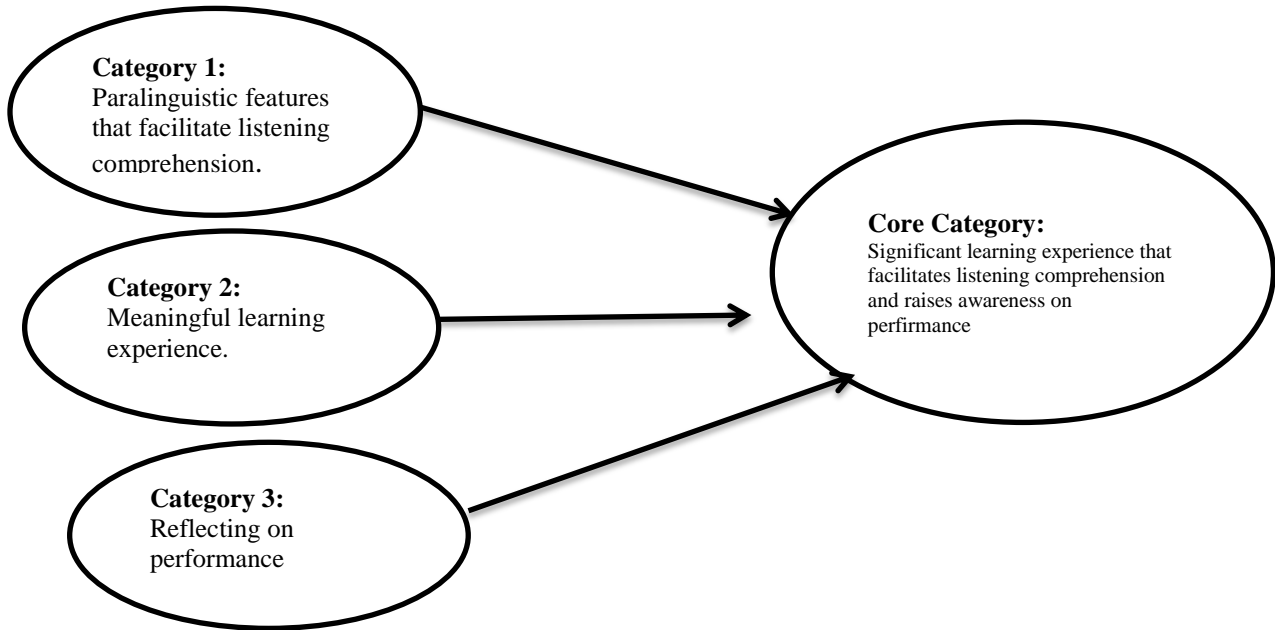 Category 1:
Paralinguistic features
that facilitate listening
comprehension.
Category 2:
Meaningful learning
experience.
Category 3:
Reflecting on
performance
Core Category:
Significant learning experience that
facilitates listening comprehension
and raises awareness on
perfirmance